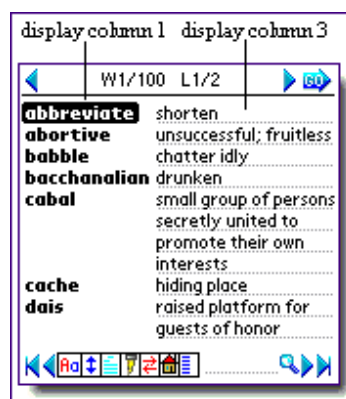 display column 1 display column 3
W1/100 L1/2 GO
abbreviate shorten
abortive unsuccessful; fruitless
babble chatter idly
bacchanalian drunken
cabal small group of persons
secretly united to
promote their own
interests
cache hiding place
dais raised platform for
guests of honor
Aa